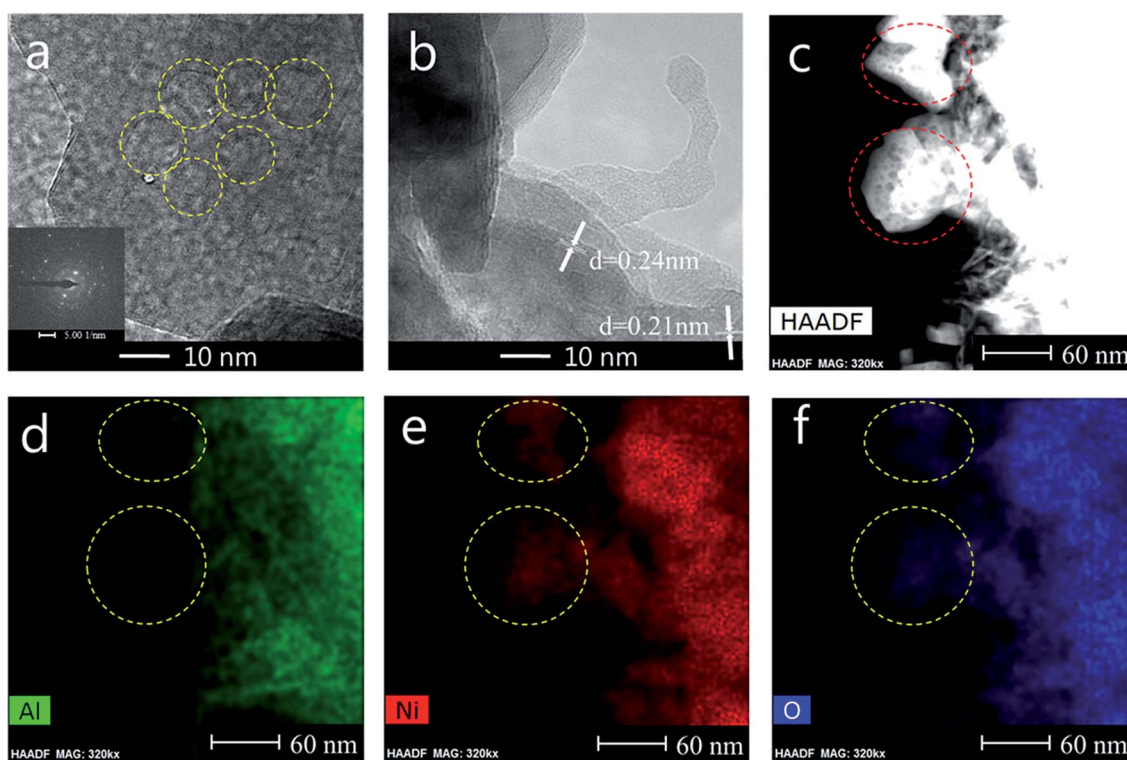 a
5.00 1/nm
10 nm
b
d=0.24nm
d=0.21nm
10 nm
c
HAADF
HAADF MAG: 320kx
60 nm
d
Al
HAADF MAG: 320kx
60 nm
e
Ni
HAADF MAG: 320kx
60 nm
f
O
HAADF MAG: 320kx
60 nm